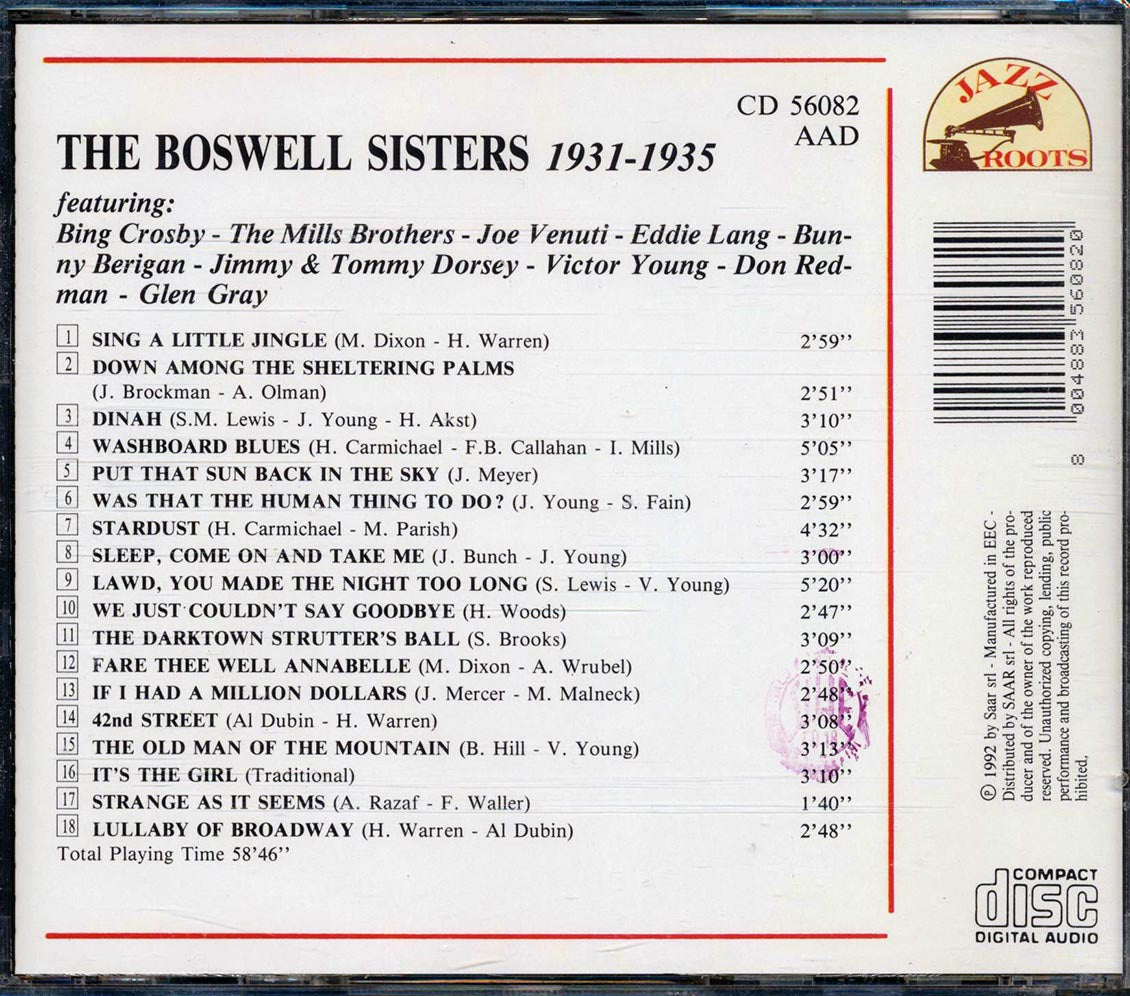 CD 56082
AAD
THE BOSWELL SISTERS 1931-1935
featuring:
Bing Crosby - The Mills Brothers - Joe Venuti - Eddie Lang - Bun-
ny Berigan - Jimmy & Tommy Dorsey - Victor Young - Don Red-
man - Glen Gray
1 SING A LITTLE JINGLE (M. Dixon - H. Warren) 2'59''
2 DOWN AMONG THE SHELTERING PALMS
(J. Brockman - A. Olman) 2'51''
3 DINAH (S.M. Lewis - J. Young - H. Akst) 3'10''
4 WASHBOARD BLUES (H. Carmichael - F.B. Callahan - I. Mills) 5'05''
5 PUT THAT SUN BACK IN THE SKY (J. Meyer) 3'17''
6 WAS THAT THE HUMAN THING TO DO? (J. Young - S. Fain) 2'59''
7 STARDUST (H. Carmichael - M. Parish) 4'32''
8 SLEEP, COME ON AND TAKE ME (J. Bunch - J. Young) 3'00''
9 LAWD, YOU MADE THE NIGHT TOO LONG (S. Lewis - V. Young) 5'20''
10 WE JUST COULDN'T SAY GOODBYE (H. Woods) 2'47''
11 THE DARKTOWN STRUTTER'S BALL (S. Brooks) 3'09''
12 FARE THEE WELL ANNABELLE (M. Dixon - A. Wrubel) 2'50''
13 IF I HAD A MILLION DOLLARS (J. Mercer - M. Malneck) 2'48''
14 42nd STREET (Al Dubin - H. Warren) 3'08''
15 THE OLD MAN OF THE MOUNTAIN (B. Hill - V. Young) 3'13''
16 IT'S THE GIRL (Traditional) 3'10''
17 STRANGE AS IT SEEMS (A. Razaf - F. Waller) 1'40''
18 LULLABY OF BROADWAY (H. Warren - Al Dubin) 2'48''
Total Playing Time 58'46''
JAZZ
ROOTS
8 004883 560820
℗ 1992 by Saar srl - Manufactured in EEC -
Distributed by SAAR srl - All rights of the pro-
ducer and of the owner of the work reproduced
reserved. Unauthorized copying, lending, public
performance and broadcasting of this record pro-
hibited.
COMPACT
disc
DIGITAL AUDIO